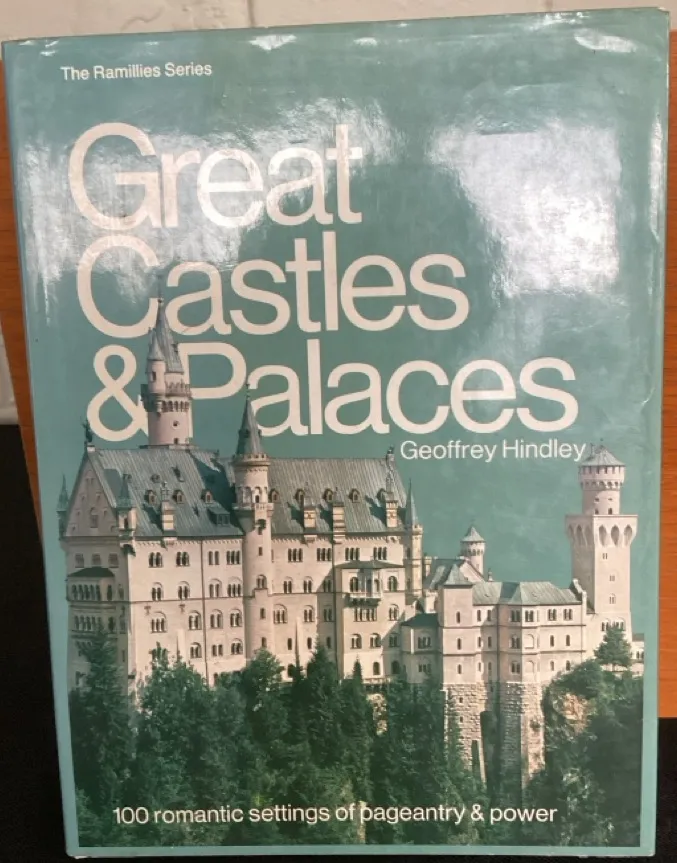 The Ramillies Series
Great
Castles
& Palaces
Geoffrey Hindley
100 romantic settings of pageantry & power